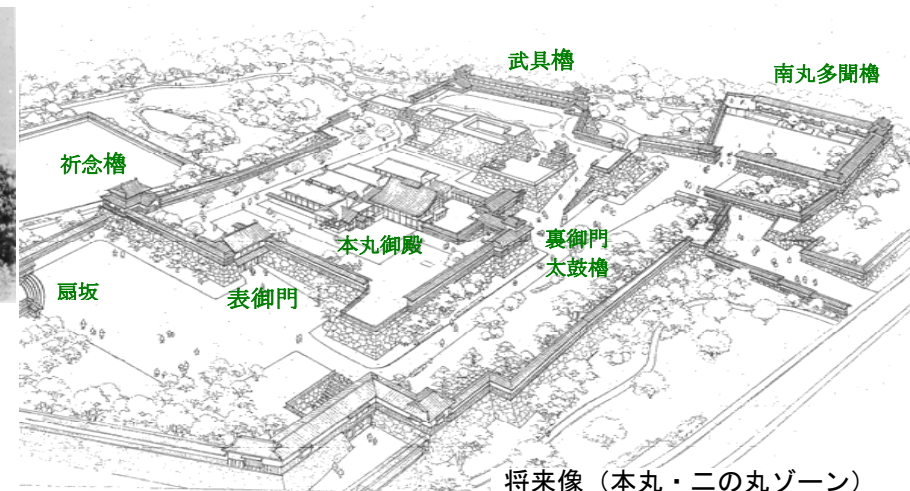 武具櫓
南丸多聞櫓
祈念櫓
本丸御殿
裏御門
太鼓櫓
扇坂
表御門
将来像（本丸・二の丸ゾーン）